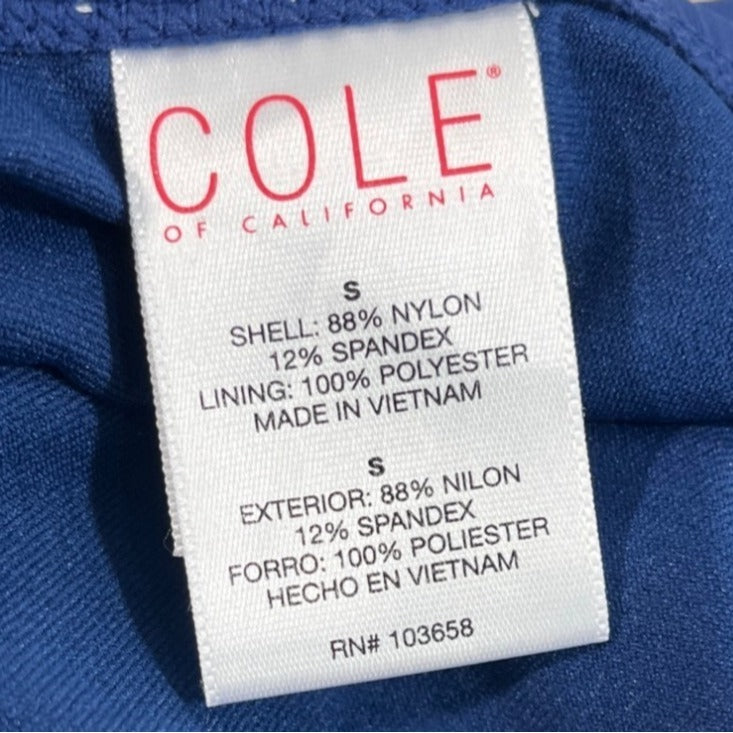 COLE®
OF CALIFORNIA
S
SHELL: 88% NYLON
12% SPANDEX
LINING: 100% POLYESTER
MADE IN VIETNAM
S
EXTERIOR: 88% NILON
12% SPANDEX
FORRO: 100% POLIESTER
HECHO EN VIETNAM
RN# 103658